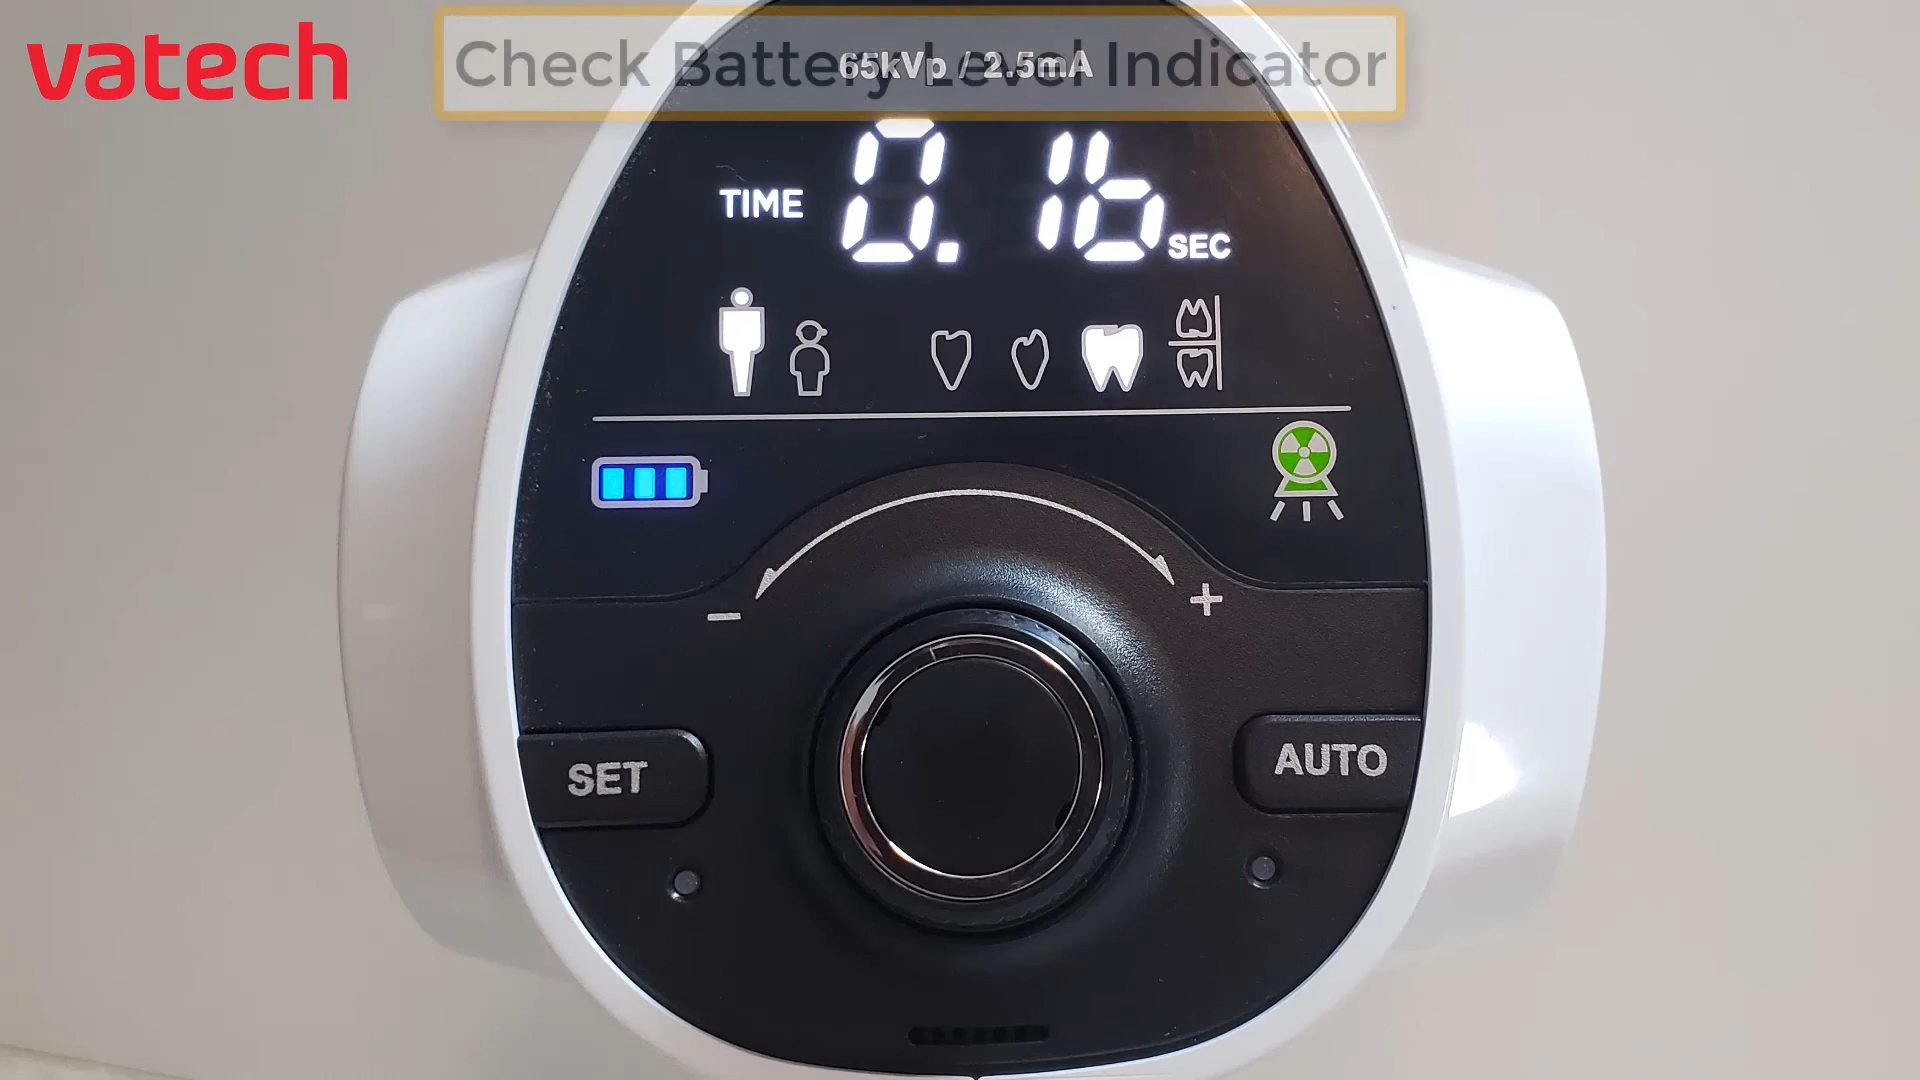 vatech
Check Battery Level Indicator
65kVp / 2.5mA
TIME 0.16 SEC
− +
SET
AUTO